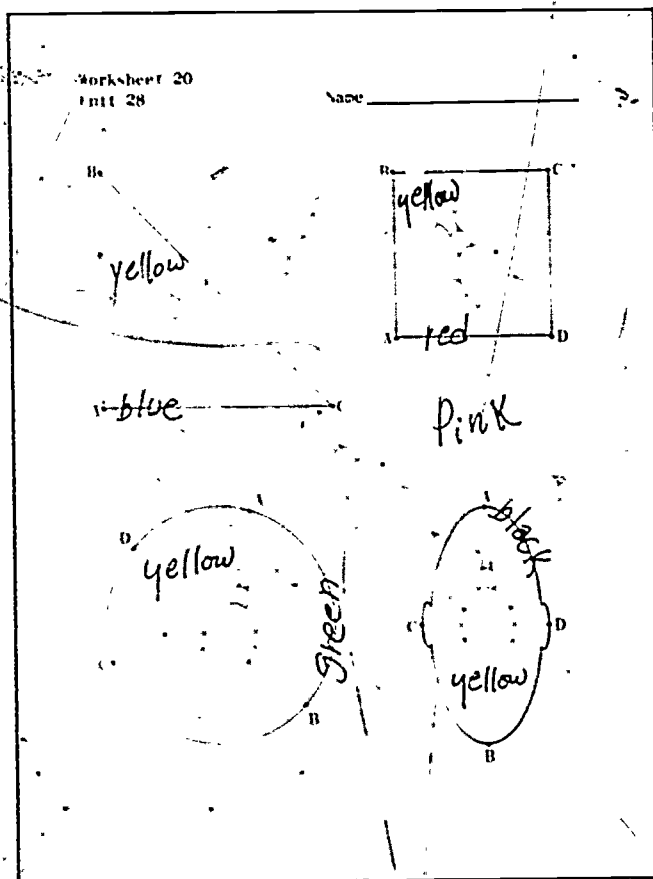 Worksheet 20
Unit 28
Name
B
yellow
B
C
yellow
A
red
D
A
blue
C
Pink
A
D
yellow
green
C
B
A
black
C
D
yellow
B